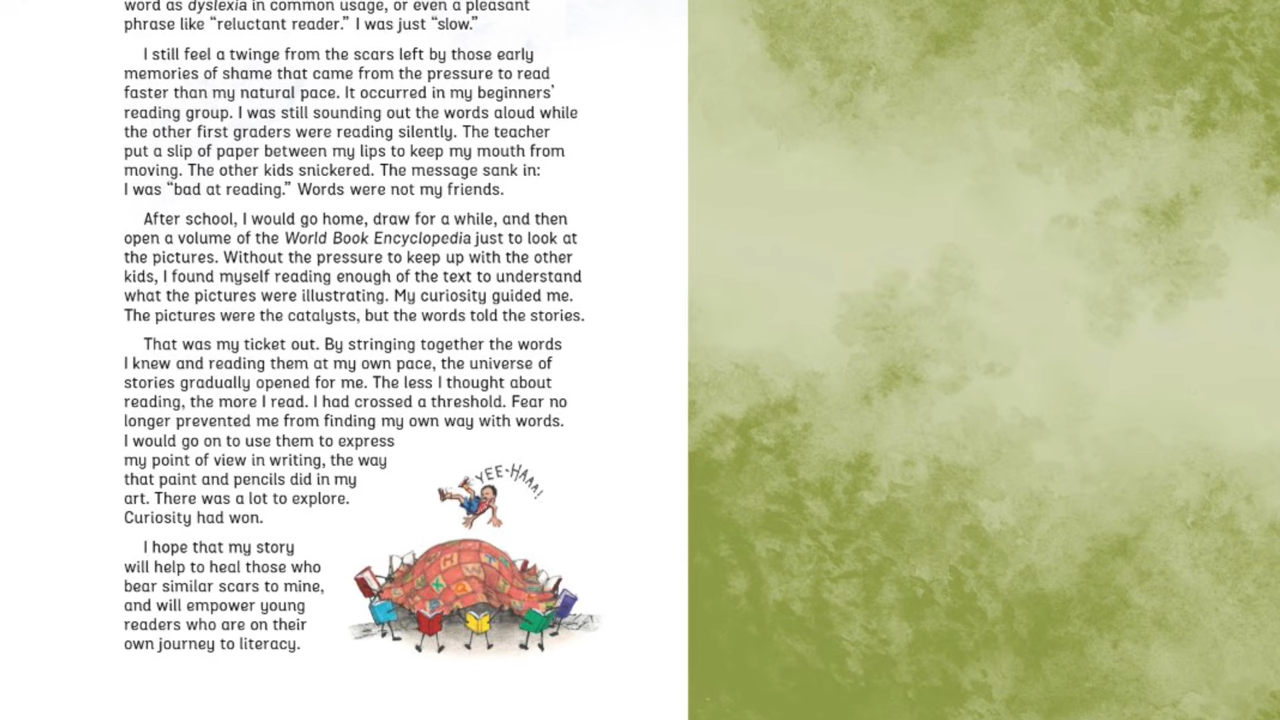 word as dyslexia in common usage, or even a pleasant
phrase like “reluctant reader.” I was just “slow.”
I still feel a twinge from the scars left by those early
memories of shame that came from the pressure to read
faster than my natural pace. It occurred in my beginners’
reading group. I was still sounding out the words aloud while
the other first graders were reading silently. The teacher
put a slip of paper between my lips to keep my mouth from
moving. The other kids snickered. The message sank in:
I was “bad at reading.” Words were not my friends.
After school, I would go home, draw for a while, and then
open a volume of the World Book Encyclopedia just to look at
the pictures. Without the pressure to keep up with the other
kids, I found myself reading enough of the text to understand
what the pictures were illustrating. My curiosity guided me.
The pictures were the catalysts, but the words told the stories.
That was my ticket out. By stringing together the words
I knew and reading them at my own pace, the universe of
stories gradually opened for me. The less I thought about
reading, the more I read. I had crossed a threshold. Fear no
longer prevented me from finding my own way with words.
I would go on to use them to express
my point of view in writing, the way
that paint and pencils did in my
art. There was a lot to explore.
Curiosity had won.
YEE-HAAA!
I hope that my story
will help to heal those who
bear similar scars to mine,
and will empower young
readers who are on their
own journey to literacy.